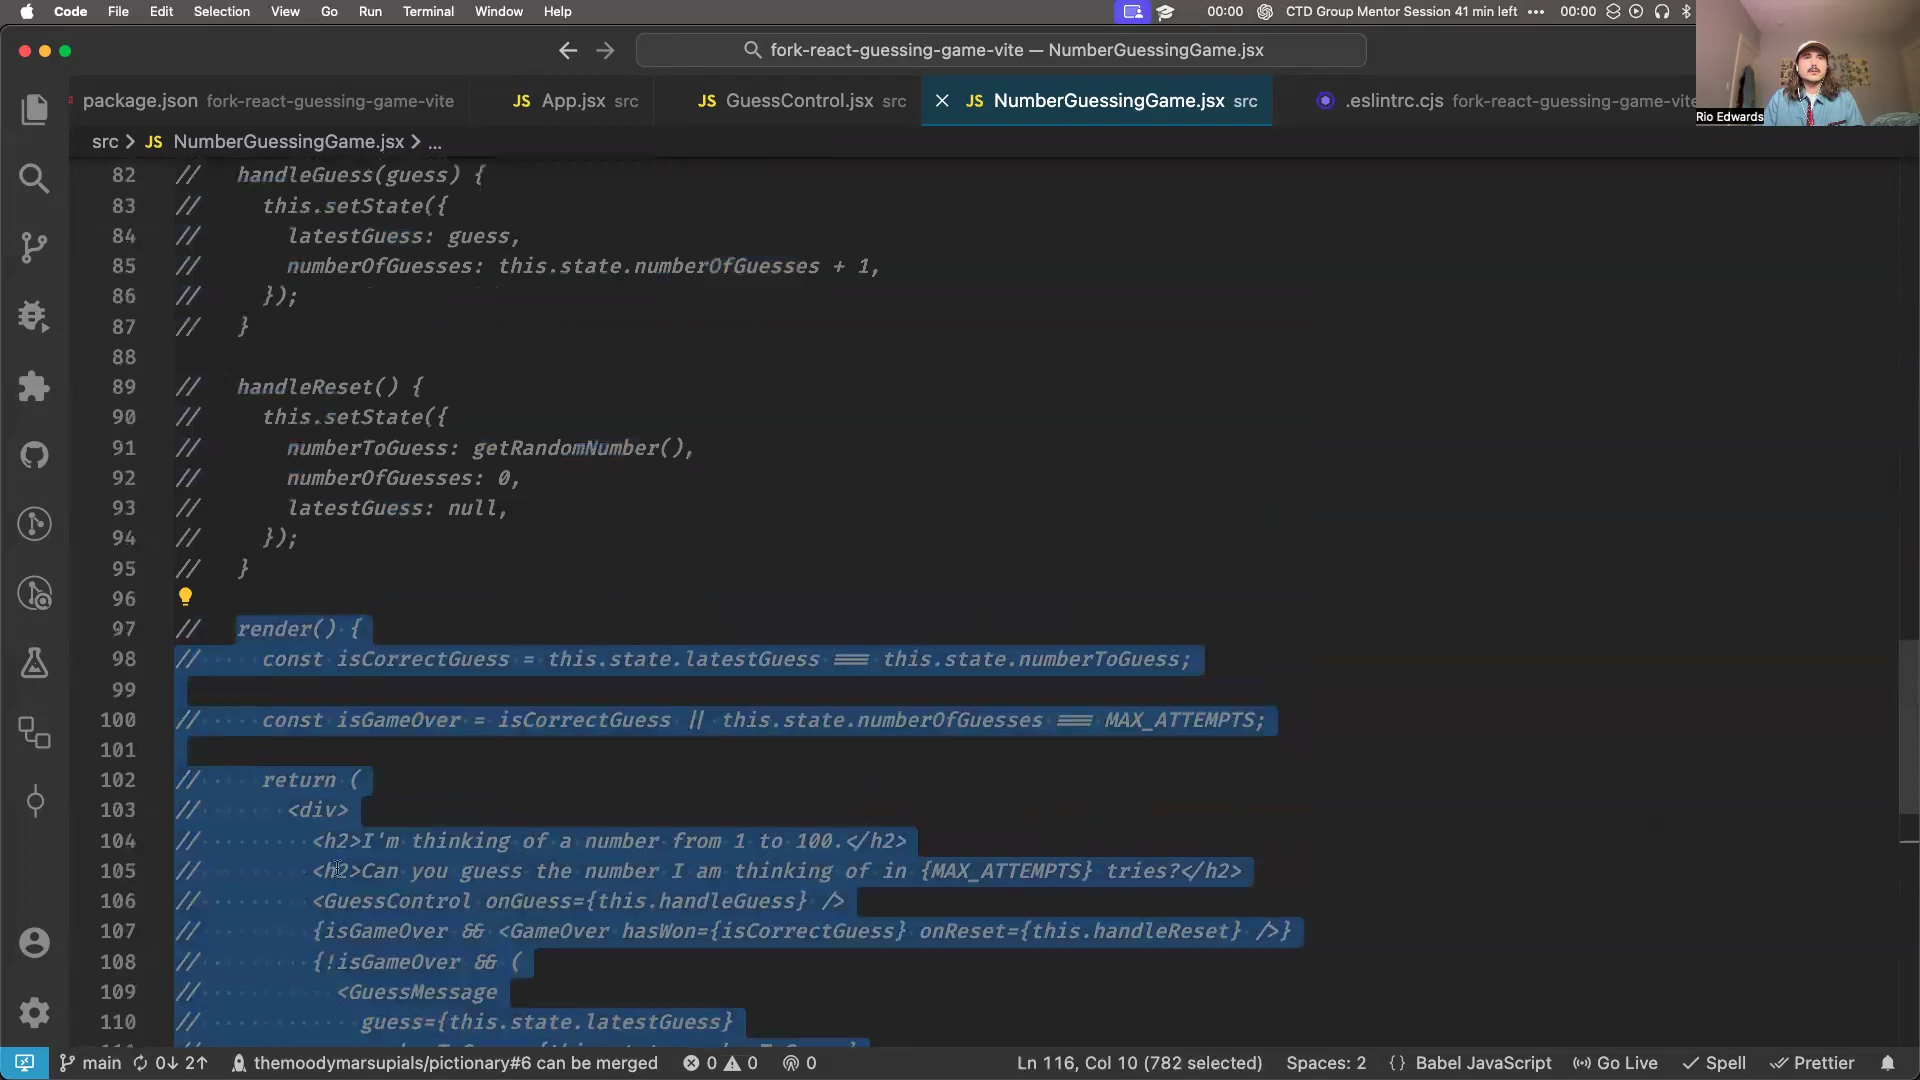 Code File Edit Selection View Go Run Terminal Window Help 00:00 CTD Group Mentor Session 41 min left ••• 00:00
fork-react-guessing-game-vite — NumberGuessingGame.jsx
package.json fork-react-guessing-game-vite JS App.jsx src JS GuessControl.jsx src JS NumberGuessingGame.jsx src .eslintrc.cjs fork-react-guessing-game-vite
Rio Edwards
src > JS NumberGuessingGame.jsx > ...
82 // handleGuess(guess) {
83 // this.setState({
84 // latestGuess: guess,
85 // numberOfGuesses: this.state.numberOfGuesses + 1,
86 // });
87 // }
88
89 // handleReset() {
90 // this.setState({
91 // numberToGuess: getRandomNumber(),
92 // numberOfGuesses: 0,
93 // latestGuess: null,
94 // });
95 // }
96
97 // render() {
98 // const isCorrectGuess = this.state.latestGuess === this.state.numberToGuess;
99
100 // const isGameOver = isCorrectGuess || this.state.numberOfGuesses === MAX_ATTEMPTS;
101
102 // return (
103 // <div>
104 // <h2>I'm thinking of a number from 1 to 100.</h2>
105 // <h2>Can you guess the number I am thinking of in {MAX_ATTEMPTS} tries?</h2>
106 // <GuessControl onGuess={this.handleGuess} />
107 // {isGameOver && <GameOver hasWon={isCorrectGuess} onReset={this.handleReset} />}
108 // {!isGameOver && (
109 // <GuessMessage
110 // guess={this.state.latestGuess}
main 0↓ 2↑ themoodymarsupials/pictionary#6 can be merged 0 0 0 Ln 116, Col 10 (782 selected) Spaces: 2 {} Babel JavaScript Go Live Spell Prettier